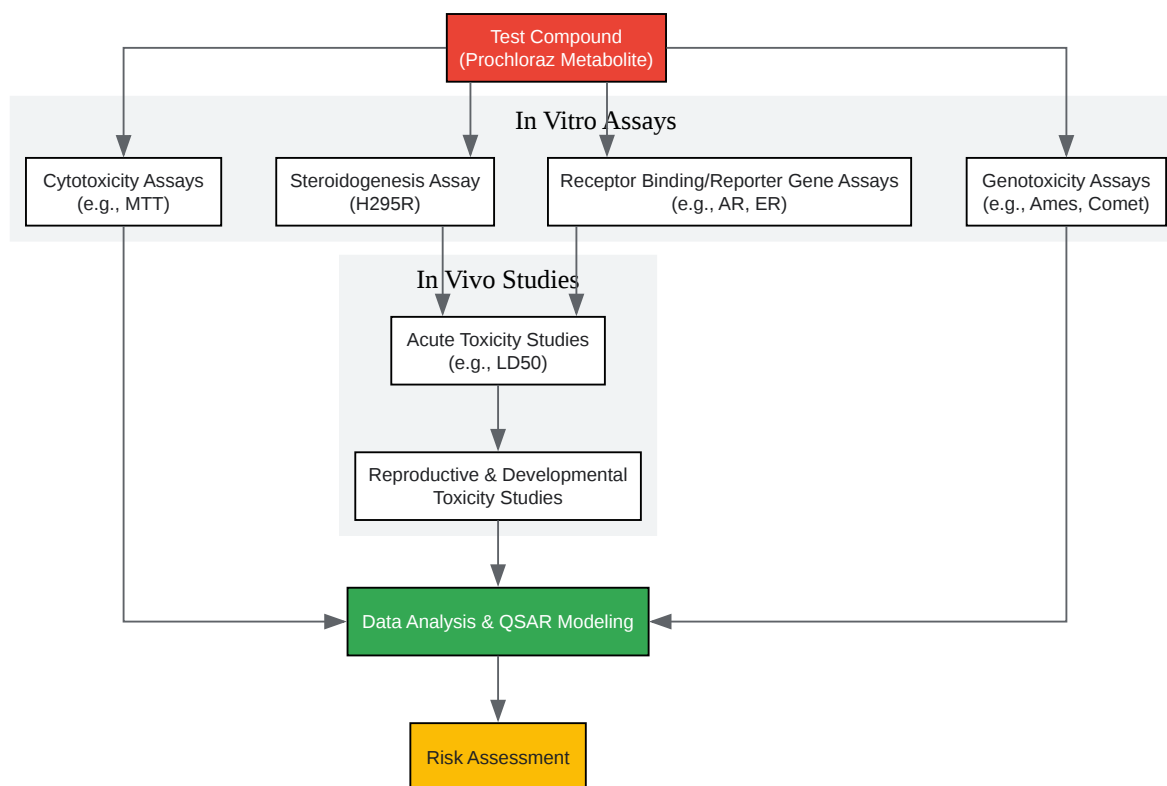 Test Compound
(Prochloraz Metabolite)
In Vitro Assays
Cytotoxicity Assays
(e.g., MTT)
Steroidogenesis Assay
(H295R)
Receptor Binding/Reporter Gene Assays
(e.g., AR, ER)
Genotoxicity Assays
(e.g., Ames, Comet)
In Vivo Studies
Acute Toxicity Studies
(e.g., LD50)
Reproductive & Developmental
Toxicity Studies
Data Analysis & QSAR Modeling
Risk Assessment